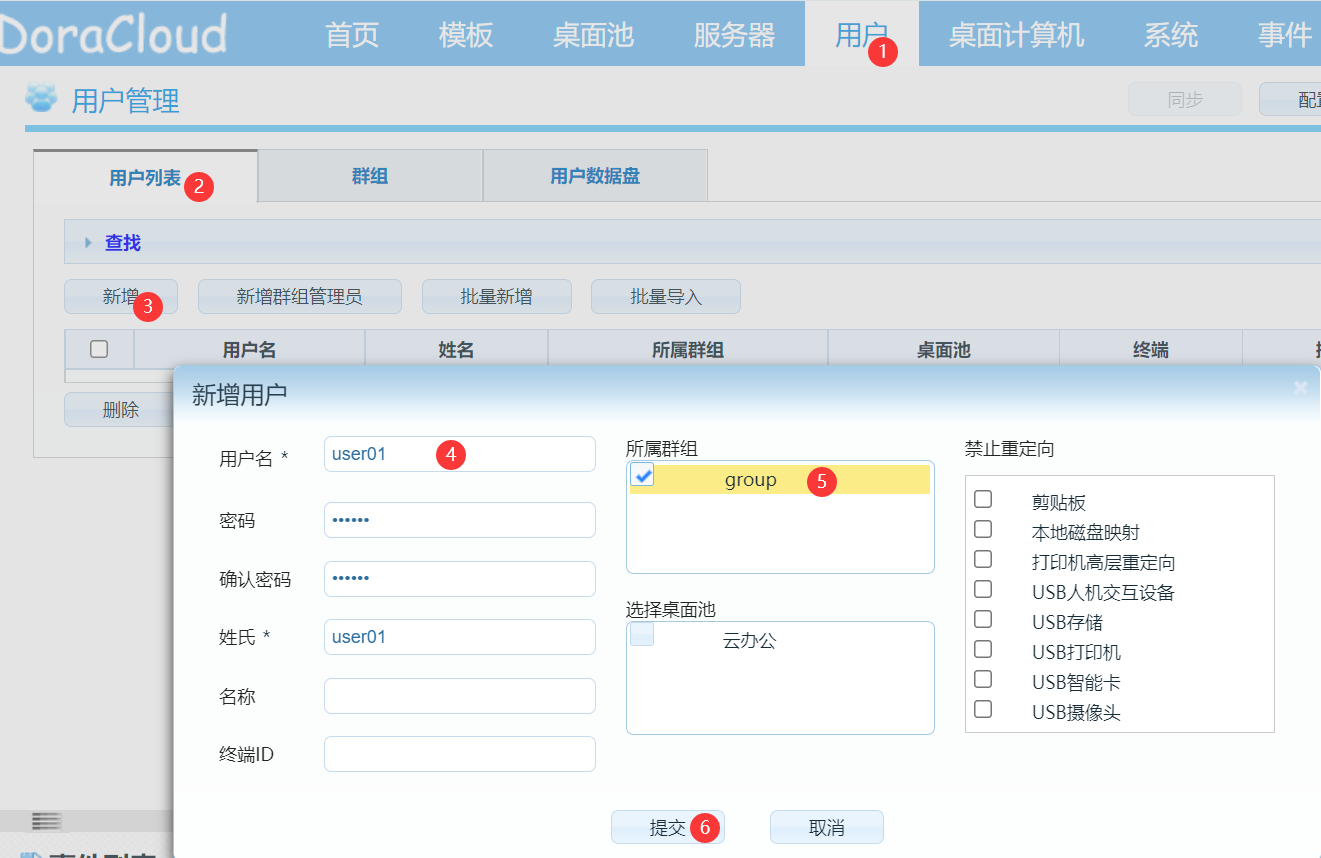 DoraCloud 首页 模板 桌面池 服务器 用户 桌面计算机 系统 事件
1
用户管理 同步
用户列表 群组 用户数据盘
2
查找
新增 新增群组管理员 批量新增 批量导入
3
用户名 姓名 所属群组 桌面池 终端
删除
新增用户
用户名 * user01 4
密码 ••••••
确认密码 ••••••
姓氏 * user01
名称
终端ID
所属群组
group 5
选择桌面池
云办公
禁止重定向
剪贴板
本地磁盘映射
打印机高层重定向
USB人机交互设备
USB存储
USB打印机
USB智能卡
USB摄像头
提交 6 取消